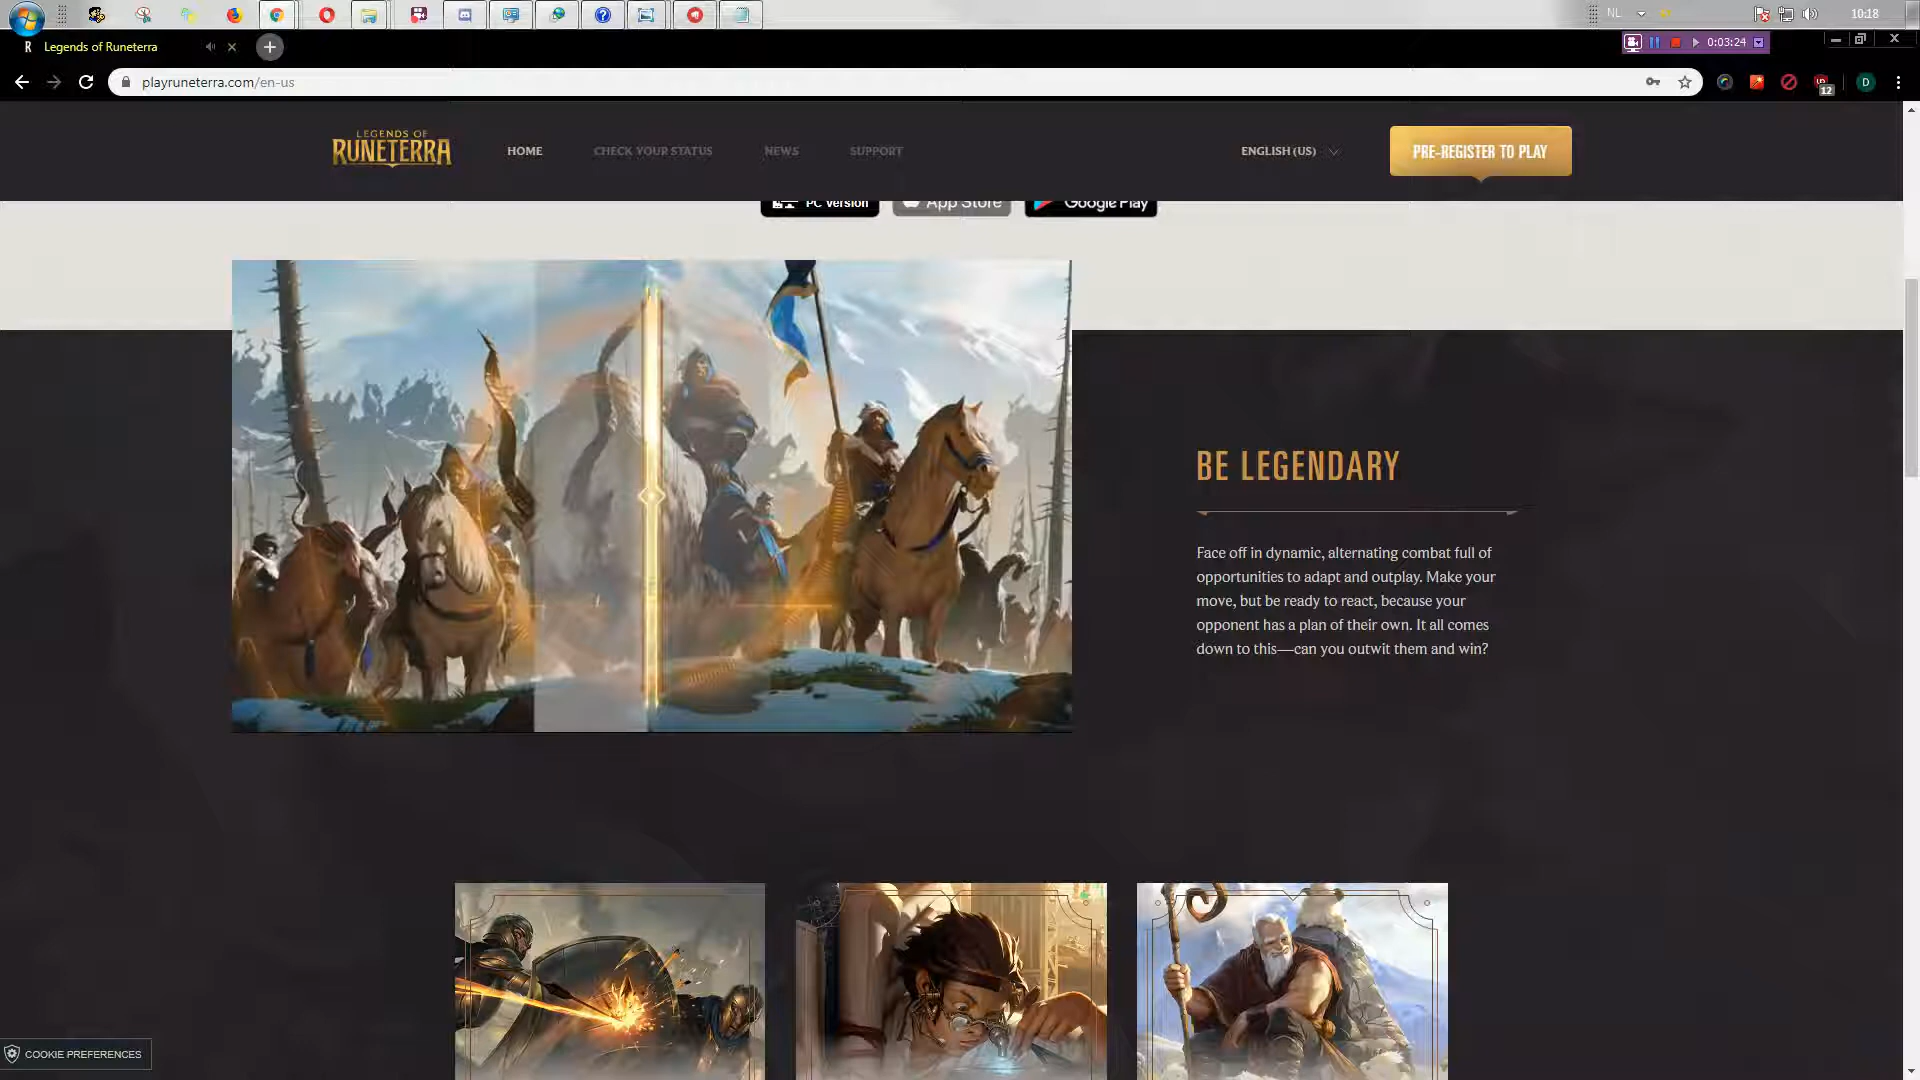 NL
10:18
R Legends of Runeterra
0:03:24
playruneterra.com/en-us
12
D
LEGENDS OF
RUNETERRA
HOME
CHECK YOUR STATUS
NEWS
SUPPORT
ENGLISH (US)
PRE-REGISTER TO PLAY
PC Version
App Store
Google Play
BE LEGENDARY
Face off in dynamic, alternating combat full of
opportunities to adapt and outplay. Make your
move, but be ready to react, because your
opponent has a plan of their own. It all comes
down to this—can you outwit them and win?
COOKIE PREFERENCES